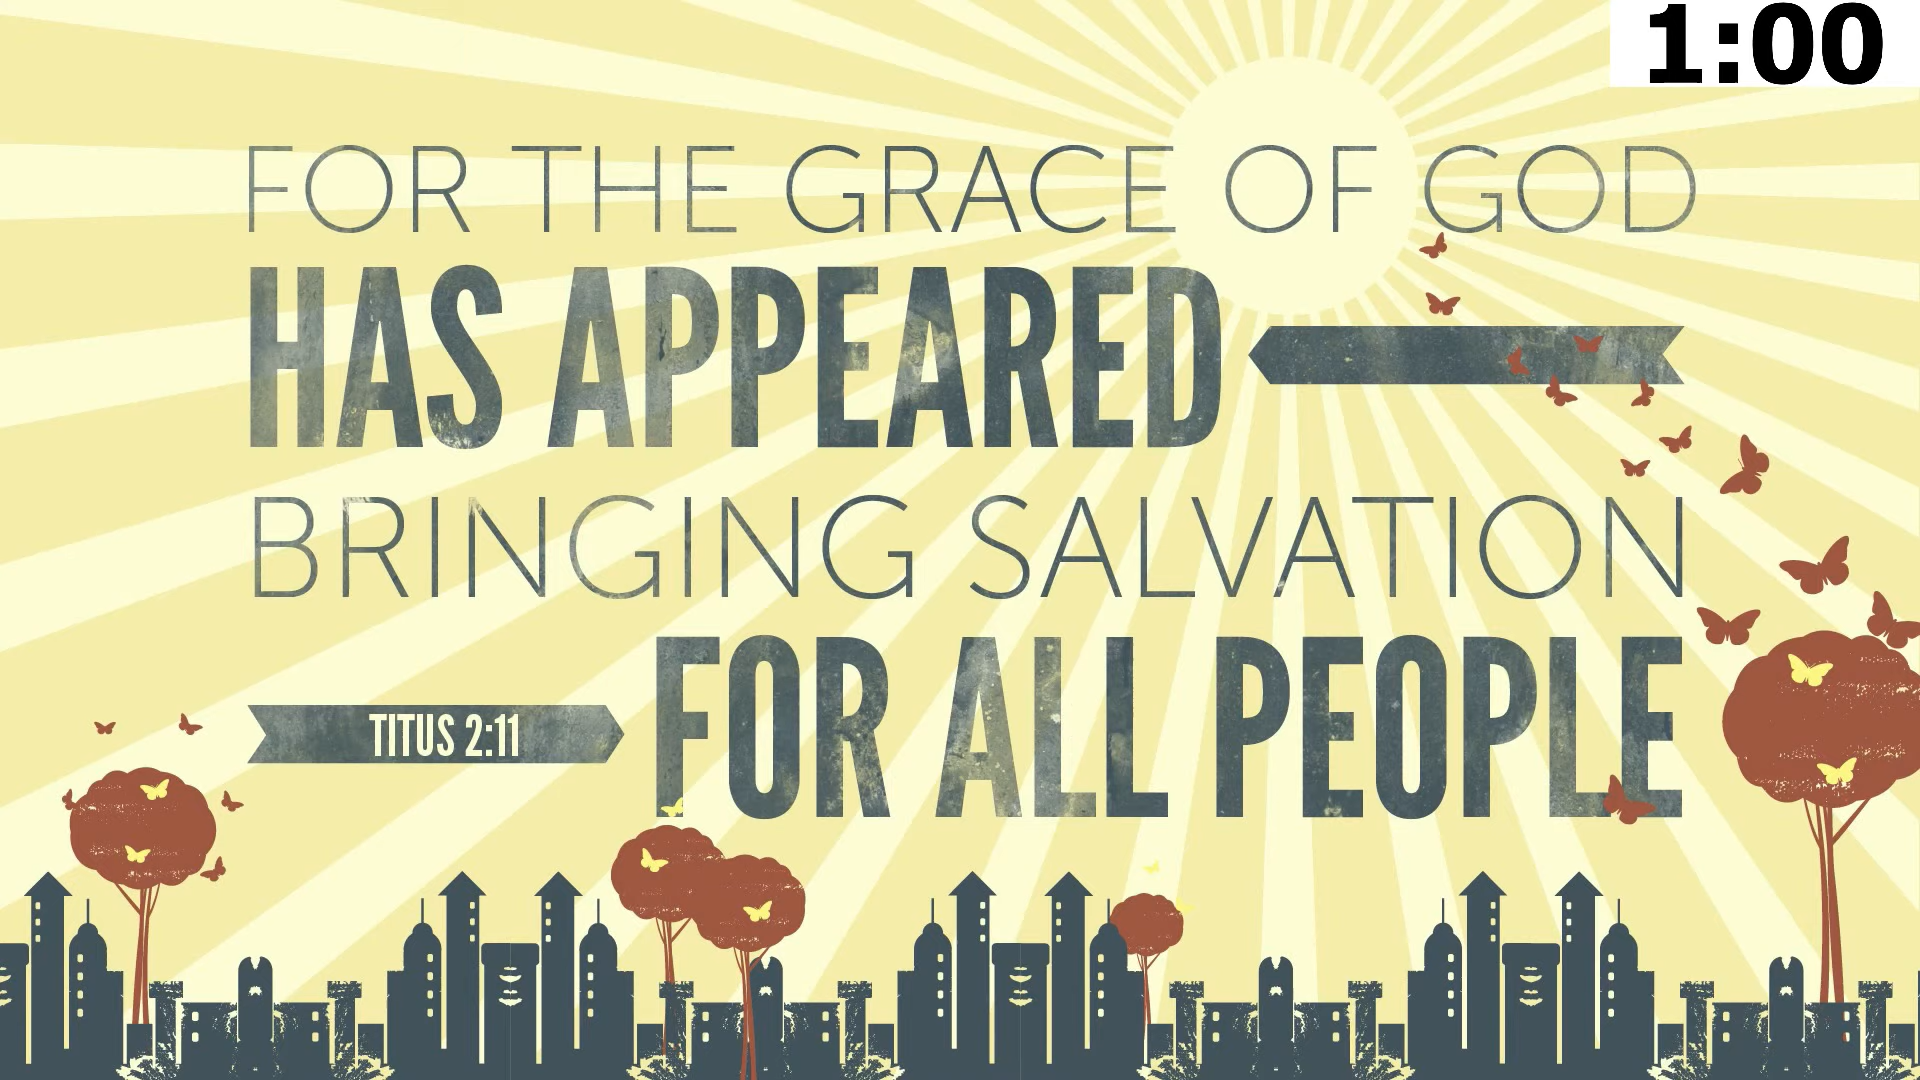 1:00
FOR THE GRACE OF GOD
HAS APPEARED
BRINGING SALVATION
FOR ALL PEOPLE
TITUS 2:11